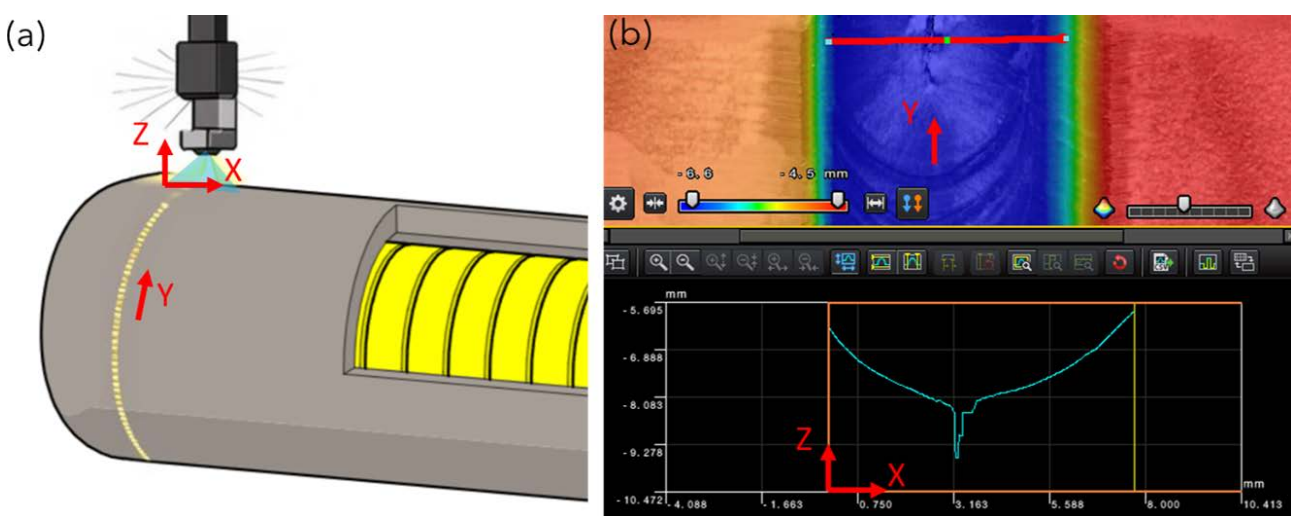 (a)
Z
X
Y
(b)
Y
-6.6 -4.5 mm
CSV
mm
-5.695
-6.888
-8.083
-9.278
-10.472
Z
X
mm
-4.088 -1.663 0.750 3.163 5.588 8.000 10.413